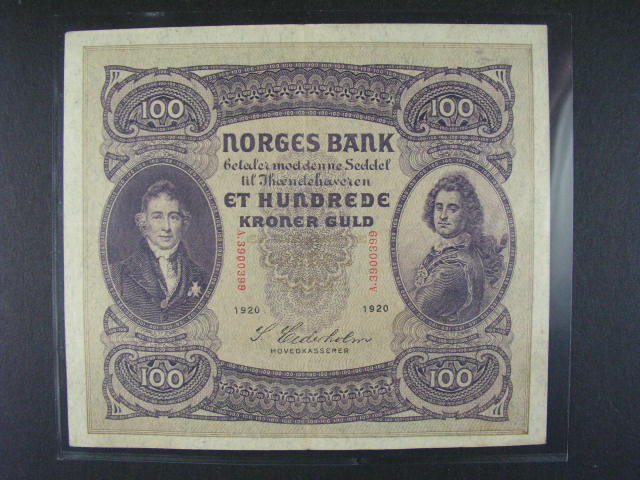 100 100
NORGES BANK
betaler mod denne Seddel
til Ihændehaveren
ET HUNDREDE
KRONER GULD
A.3900399 A.3900399
1920 1920
S. Cederholm
HOVEDKASSERER
100 100